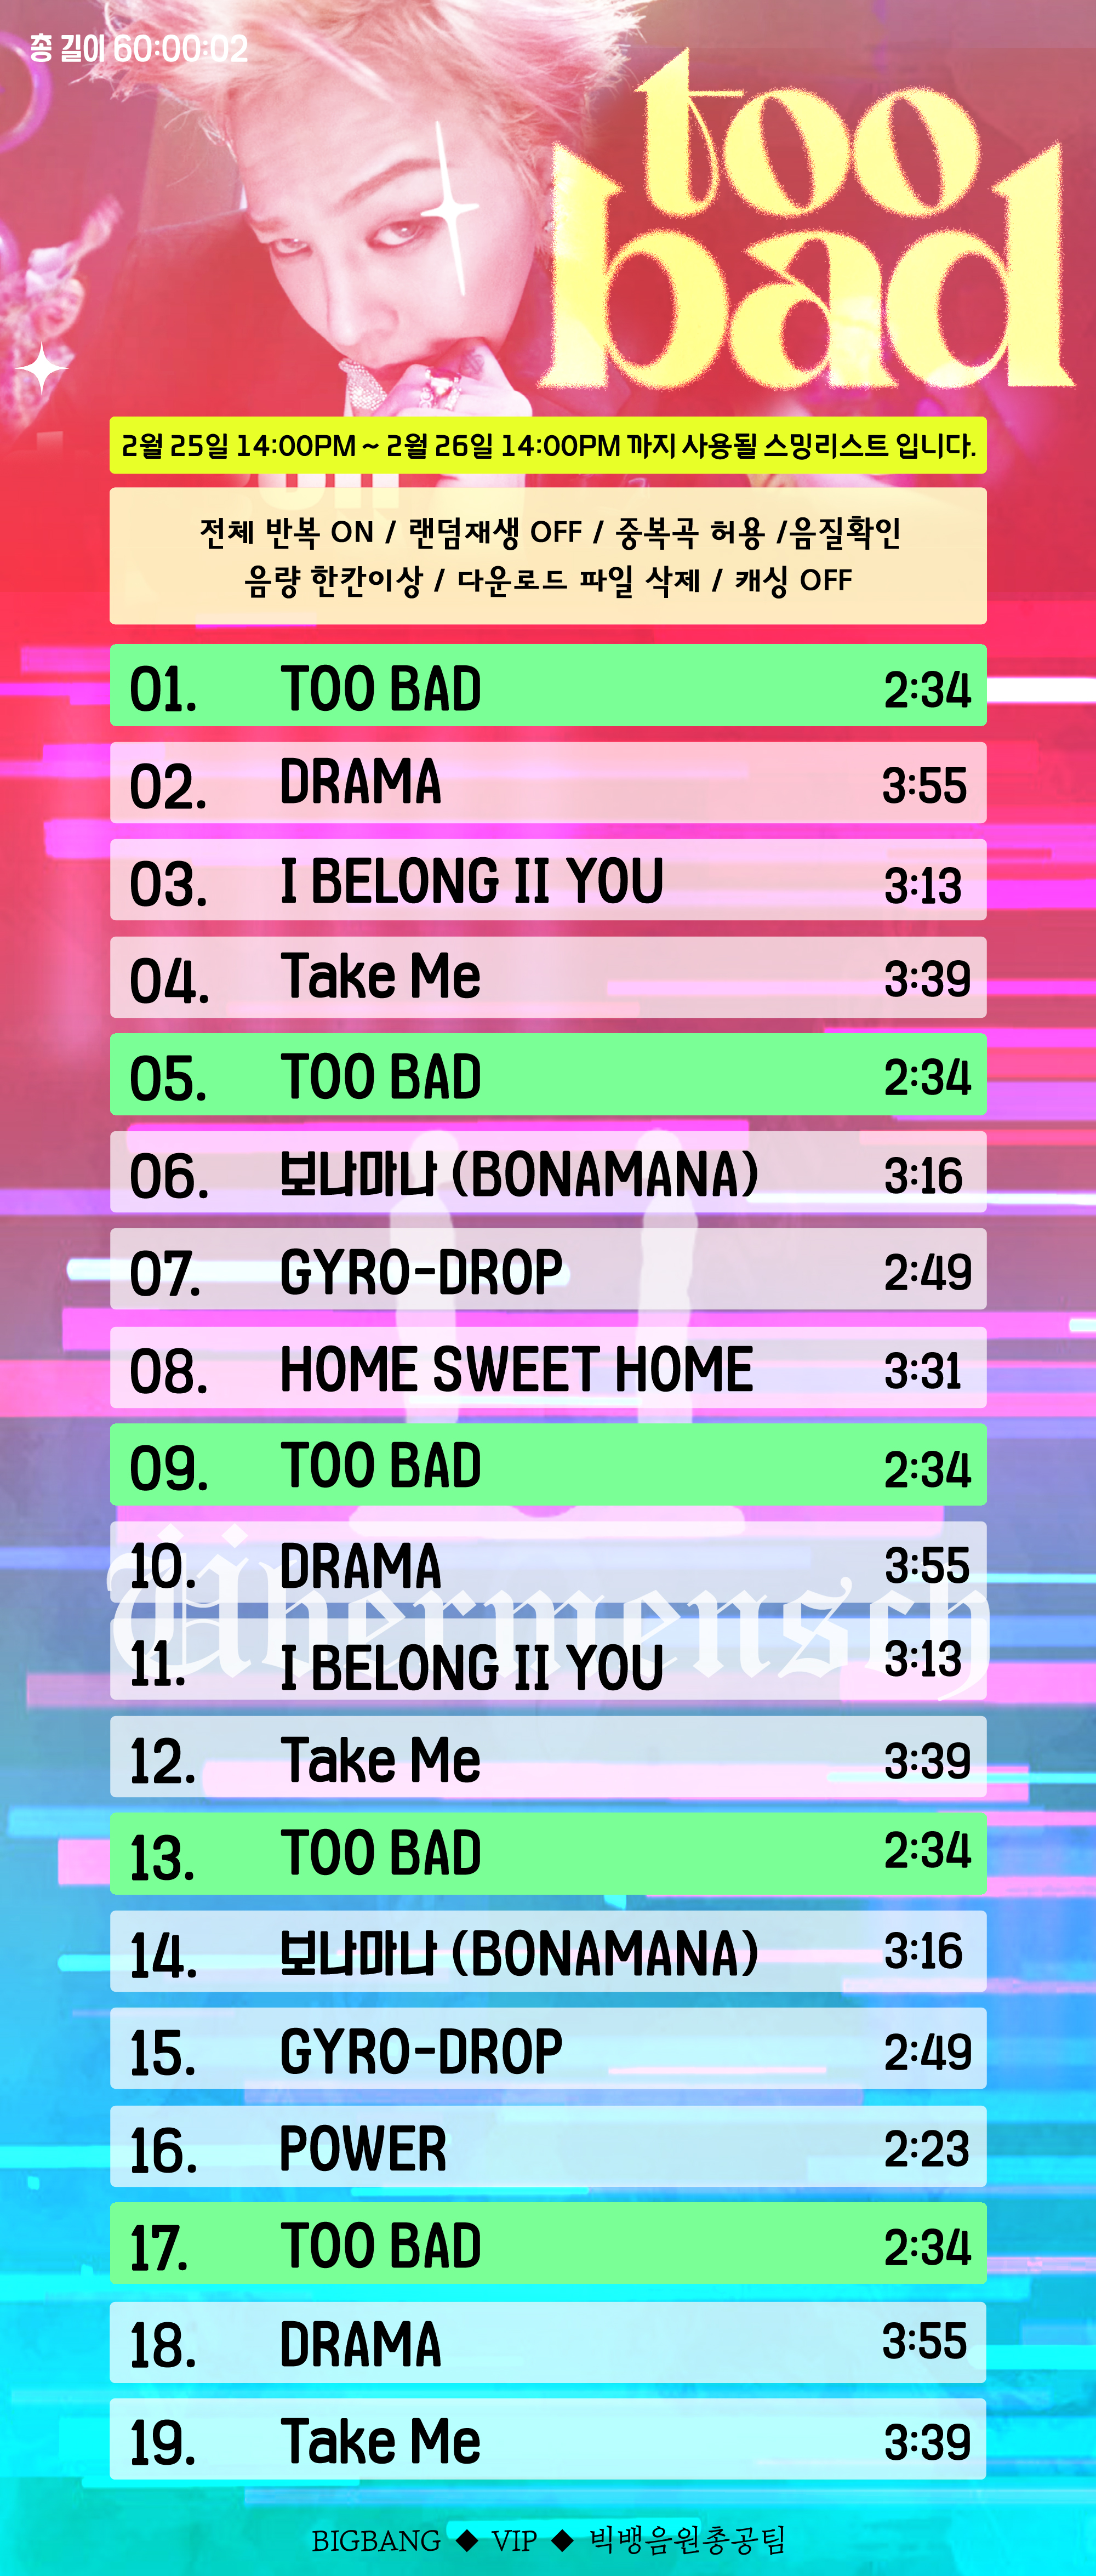 총 길이 60:00:02
too
bad
2월 25일 14:00PM ~ 2월 26일 14:00PM 까지 사용될 스밍리스트 입니다.
전체 반복 ON / 랜덤재생 OFF / 중복곡 허용 /음질확인
음량 한칸이상 / 다운로드 파일 삭제 / 캐싱 OFF
01. TOO BAD 2:34
02. DRAMA 3:55
03. I BELONG II YOU 3:13
04. Take Me 3:39
05. TOO BAD 2:34
06. 보나마나 (BONAMANA) 3:16
07. GYRO-DROP 2:49
08. HOME SWEET HOME 3:31
09. TOO BAD 2:34
10. DRAMA 3:55
Übermensch
11. I BELONG II YOU 3:13
12. Take Me 3:39
13. TOO BAD 2:34
14. 보나마나 (BONAMANA) 3:16
15. GYRO-DROP 2:49
16. POWER 2:23
17. TOO BAD 2:34
18. DRAMA 3:55
19. Take Me 3:39
BIGBANG ◆ VIP ◆ 빅뱅음원총공팀